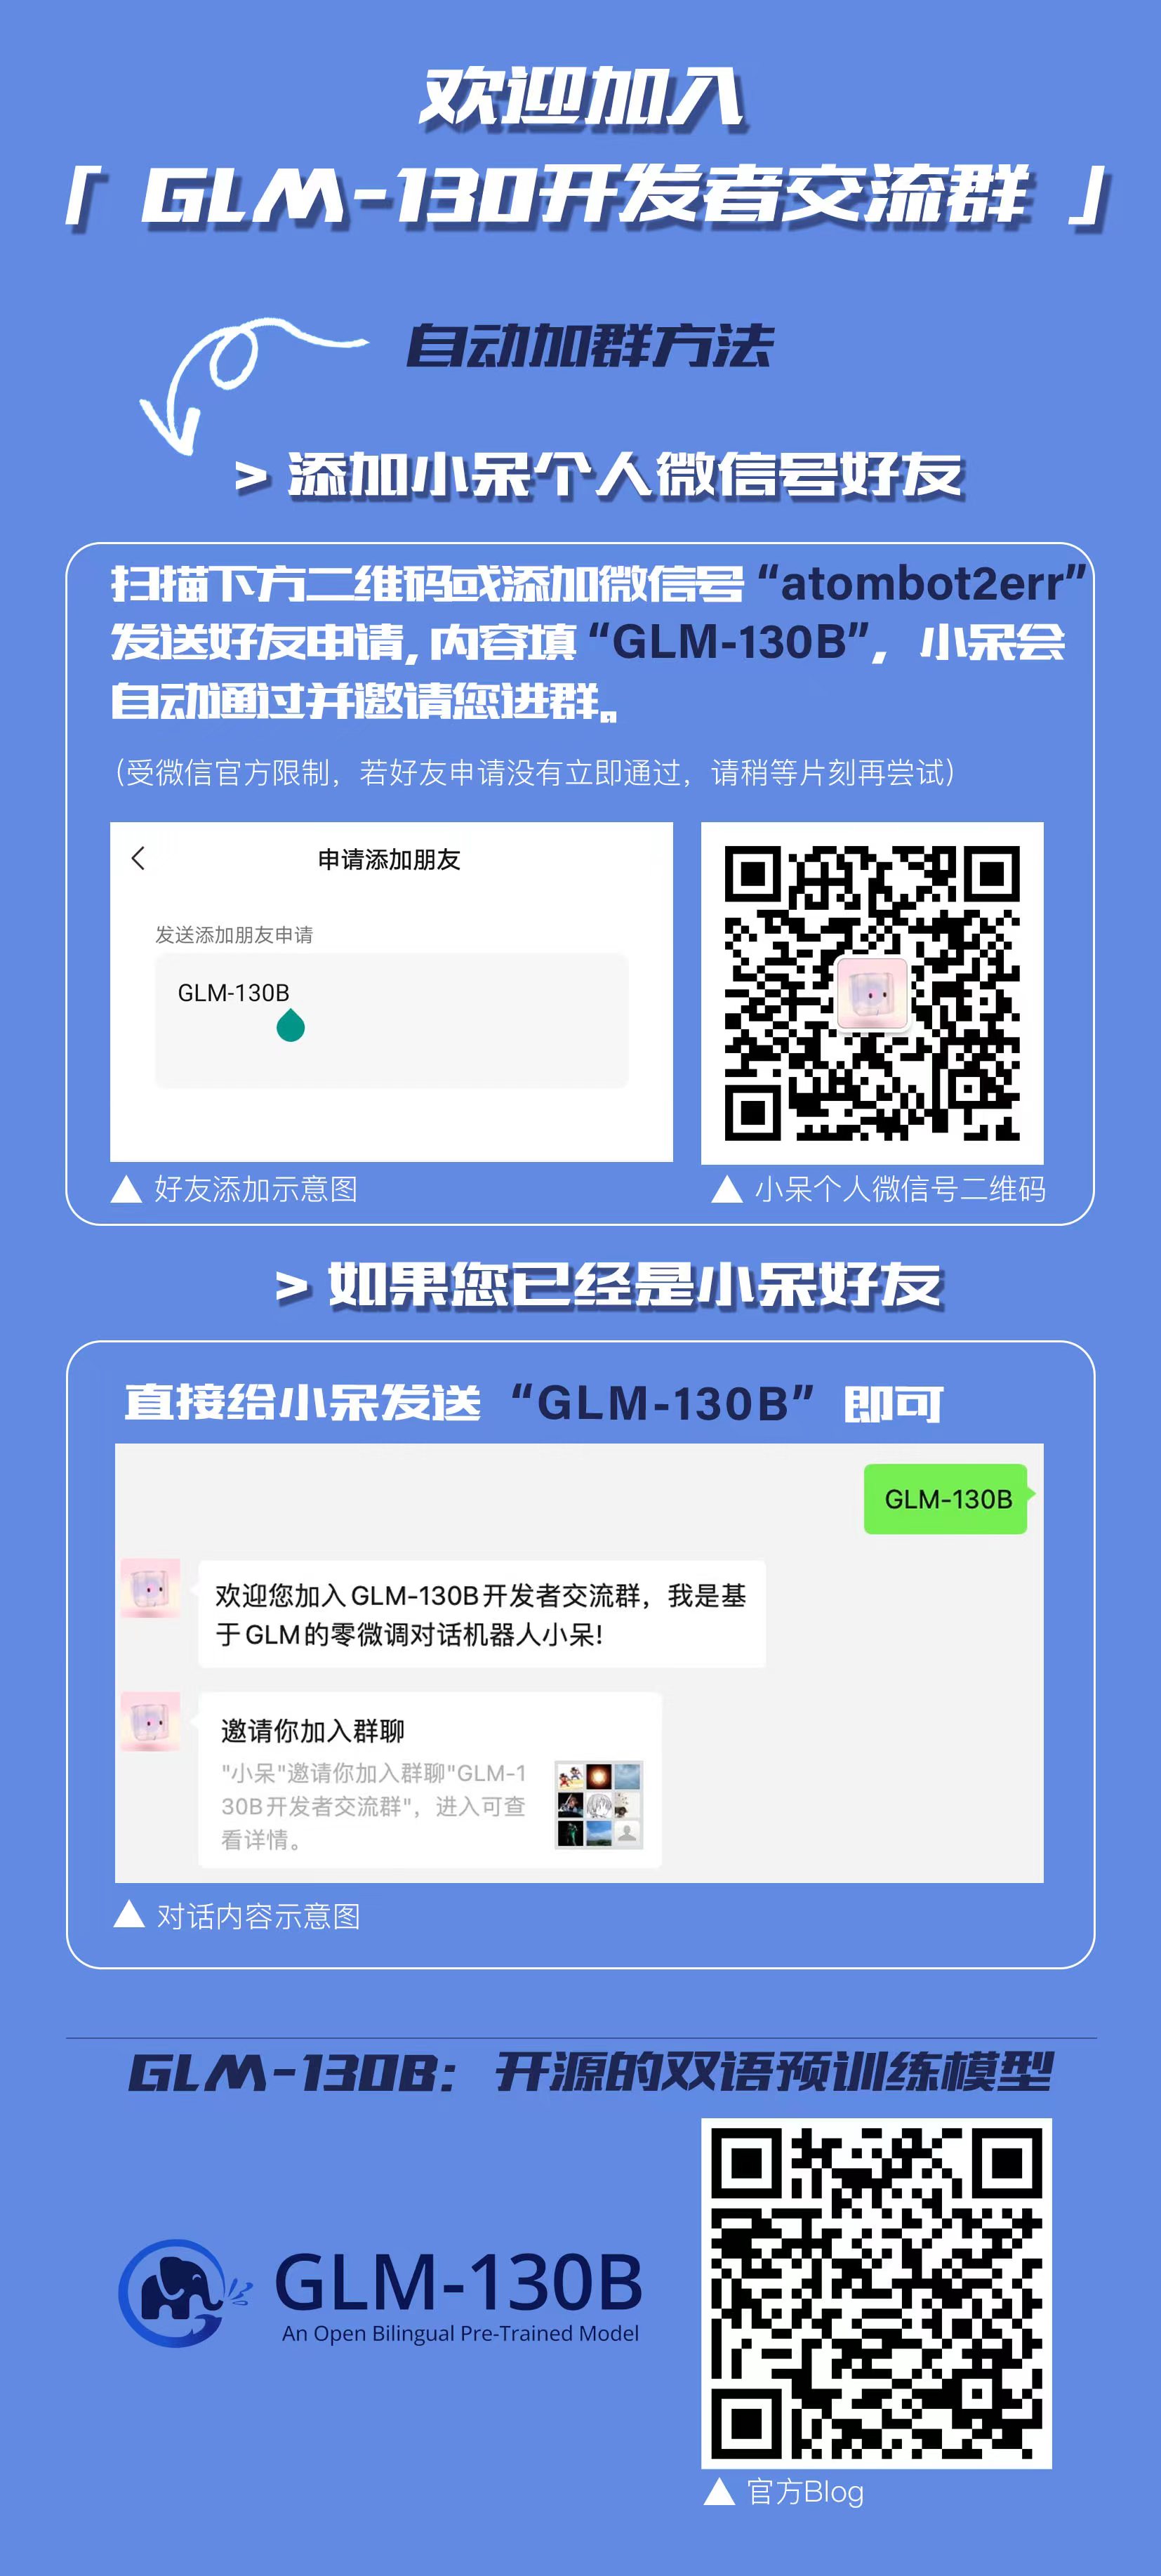 欢迎加入
「 GLM-130开发者交流群 」
自动加群方法
> 添加小呆个人微信号好友
扫描下方二维码或添加微信号“atombot2err”
发送好友申请, 内容填“GLM-130B”，小呆会
自动通过并邀请您进群。
（受微信官方限制，若好友申请没有立即通过，请稍等片刻再尝试）
申请添加朋友
发送添加朋友申请
GLM-130B
▲ 好友添加示意图
▲ 小呆个人微信号二维码
> 如果您已经是小呆好友
直接给小呆发送 “GLM-130B” 即可
GLM-130B
欢迎您加入GLM-130B开发者交流群，我是基
于GLM的零微调对话机器人小呆!
邀请你加入群聊
"小呆"邀请你加入群聊"GLM-1
30B开发者交流群"，进入可查
看详情。
▲ 对话内容示意图
GLM-130B：开源的双语预训练模型
GLM-130B
An Open Bilingual Pre-Trained Model
▲ 官方Blog